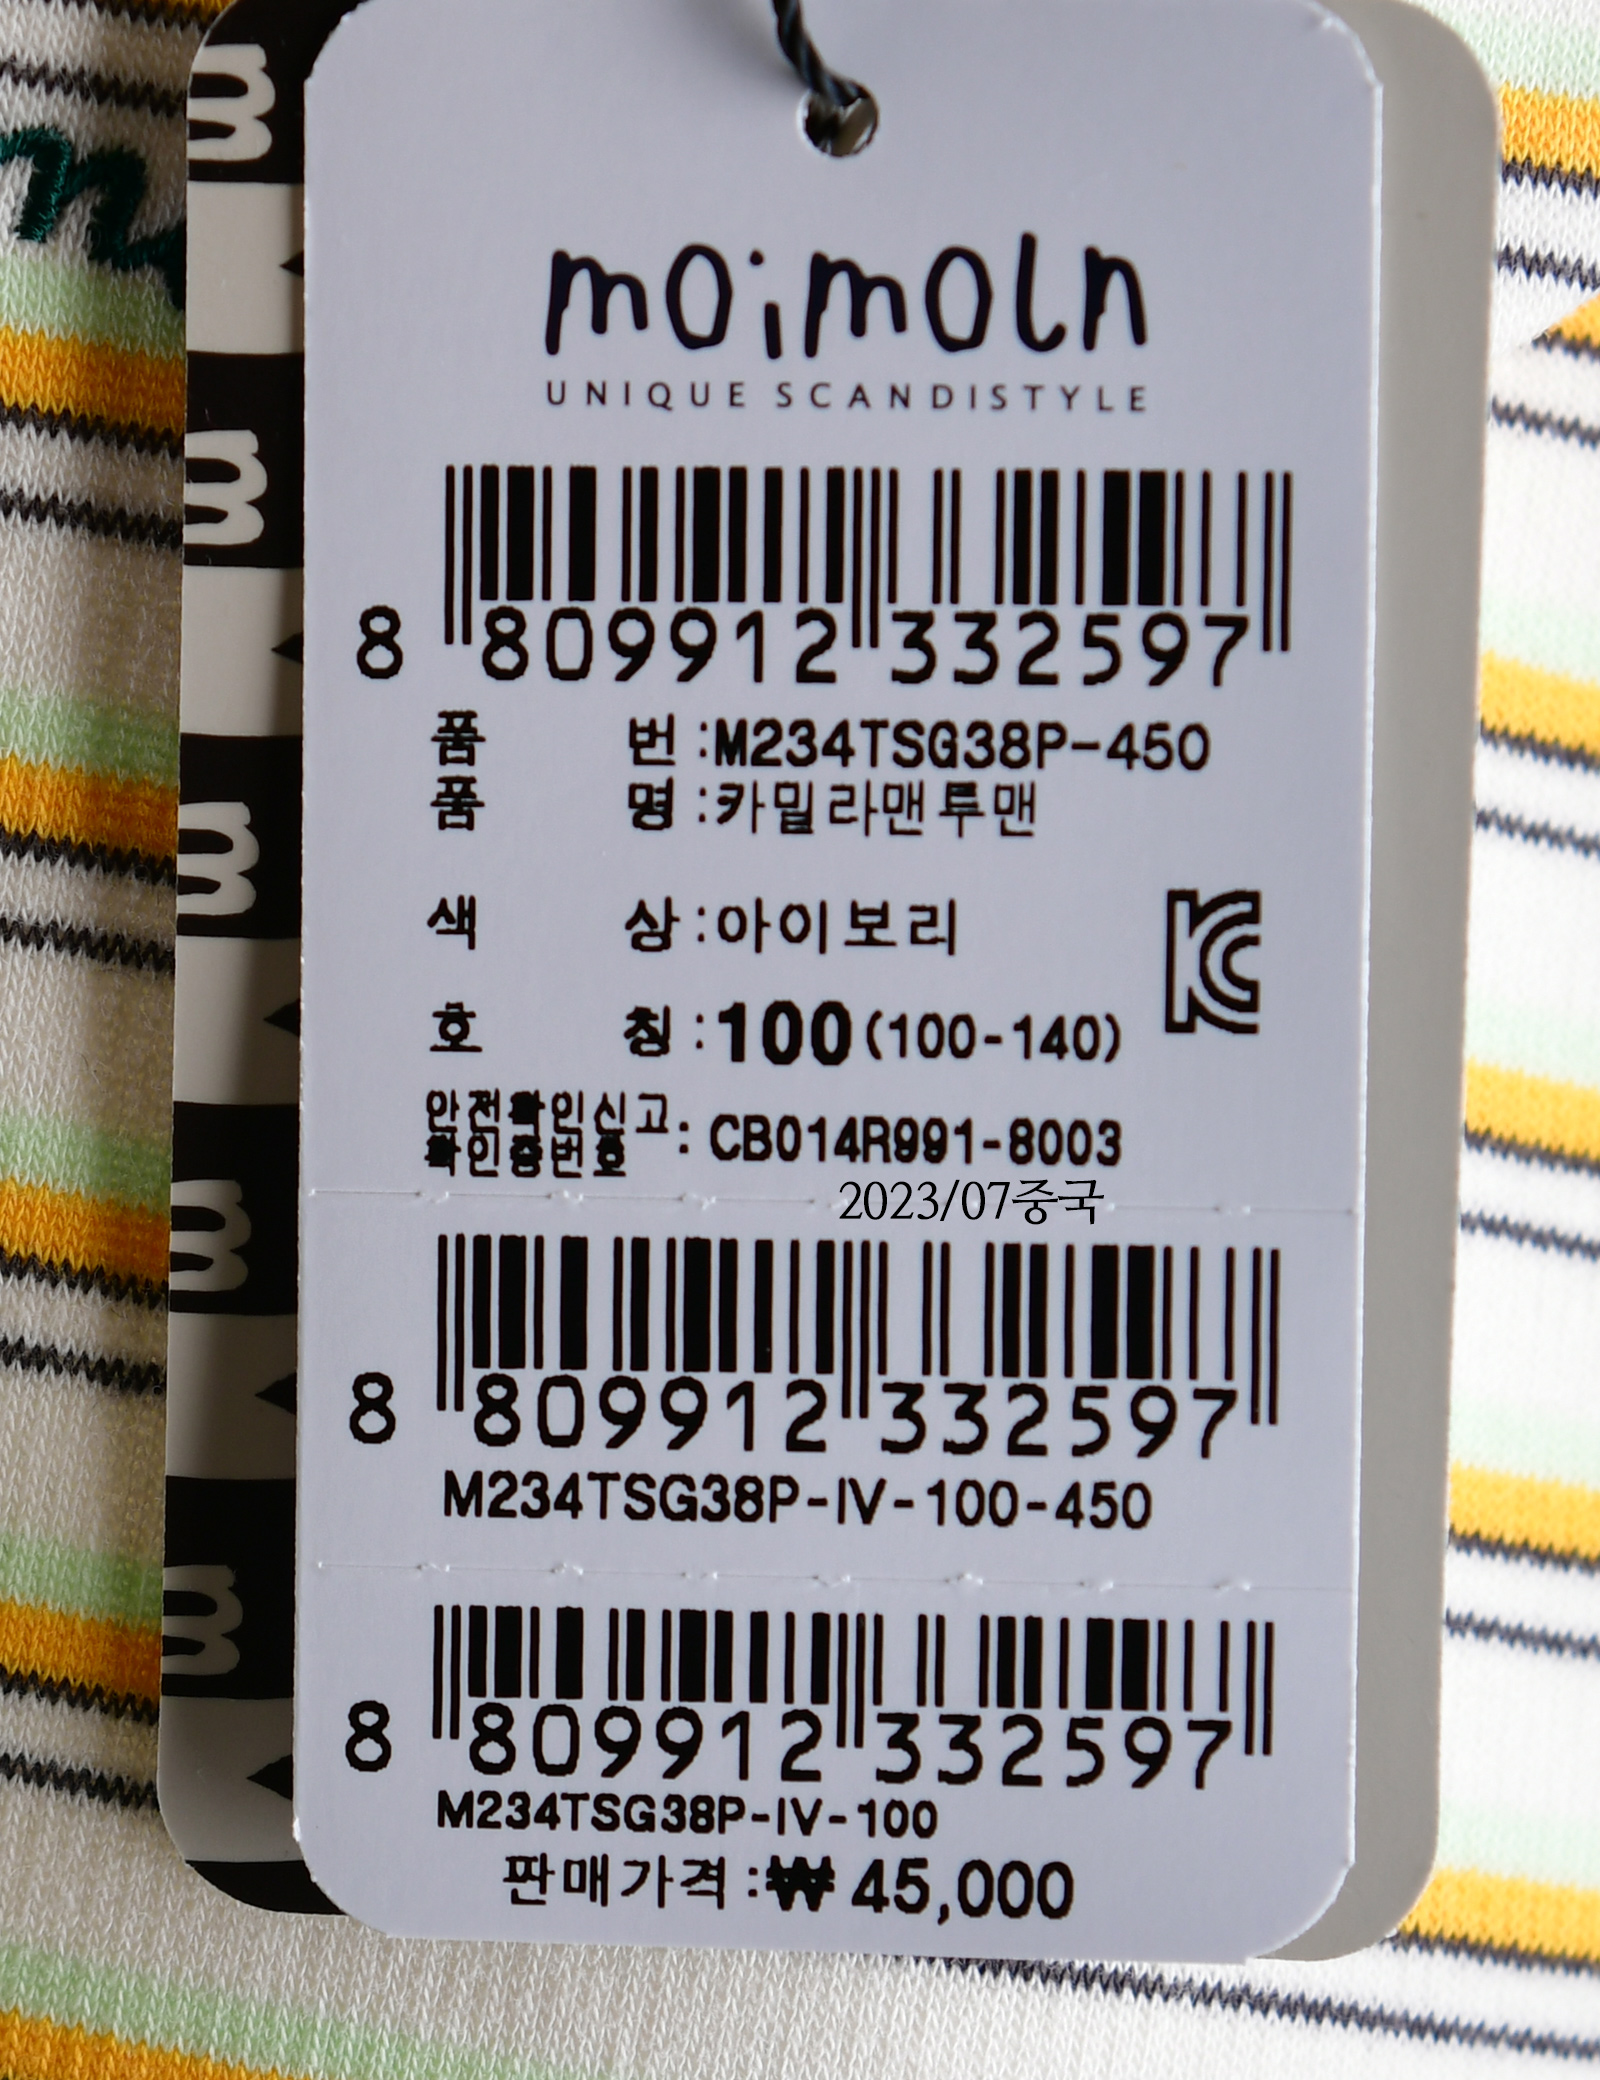 moimoln
UNIQUE SCANDISTYLE
8 809912 332597
품 번 :M234TSG38P-450
품 명 :카밀라맨투맨
색 상 :아이보리
호 칭 :100(100-140)
안전확인신고
확인증번호 : CB014R991-8003
2023/07중국
8 809912 332597
M234TSG38P-IV-100-450
8 809912 332597
M234TSG38P-IV-100
판매가격 :₩ 45,000